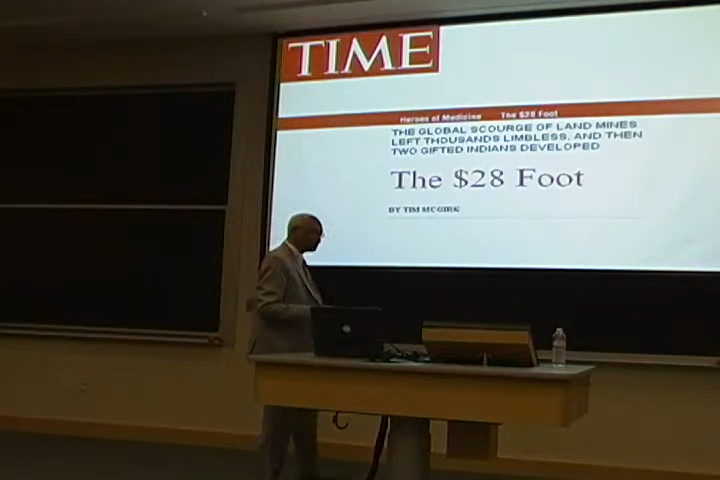 TIME
Heroes of Medicine The $28 Foot
THE GLOBAL SCOURGE OF LAND MINES
LEFT THOUSANDS LIMBLESS, AND THEN
TWO GIFTED INDIANS DEVELOPED
The $28 Foot
BY TIM MCGIRK